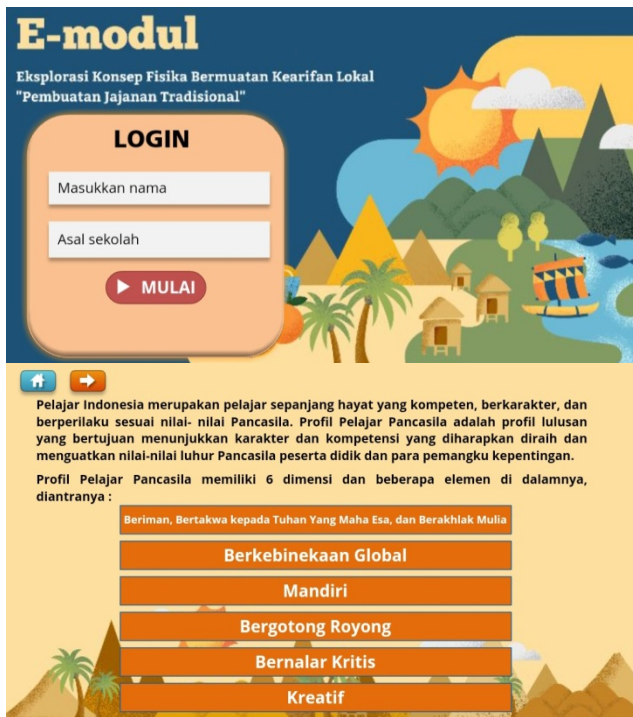 E-modul
Eksplorasi Konsep Fisika Bermuatan Kearifan Lokal
"Pembuatan Jajanan Tradisional"
LOGIN
Masukkan nama
Asal sekolah
MULAI
Pelajar Indonesia merupakan pelajar sepanjang hayat yang kompeten, berkarakter, dan
berperilaku sesuai nilai- nilai Pancasila. Profil Pelajar Pancasila adalah profil lulusan
yang bertujuan menunjukkan karakter dan kompetensi yang diharapkan diraih dan
menguatkan nilai-nilai luhur Pancasila peserta didik dan para pemangku kepentingan.
Profil Pelajar Pancasila memiliki 6 dimensi dan beberapa elemen di dalamnya,
diantranya :
Beriman, Bertakwa kepada Tuhan Yang Maha Esa, dan Berakhlak Mulia
Berkebinekaan Global
Mandiri
Bergotong Royong
Bernalar Kritis
Kreatif